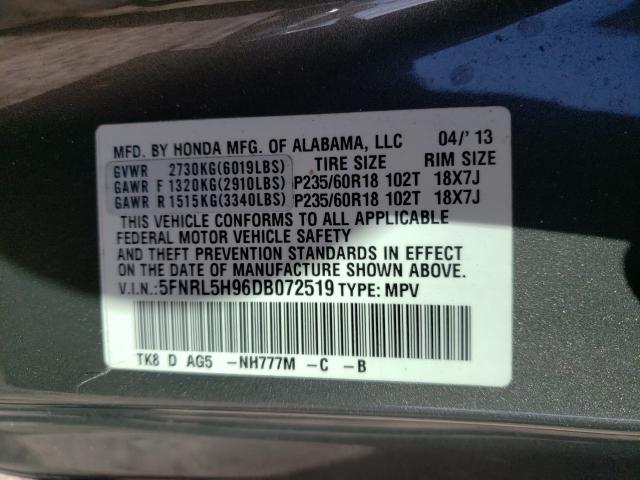 MFD. BY HONDA MFG. OF ALABAMA, LLC 04/'13
GVWR 2730KG(6019LBS) TIRE SIZE RIM SIZE
GAWR F 1320KG(2910LBS) P235/60R18 102T 18X7J
GAWR R 1515KG(3340LBS) P235/60R18 102T 18X7J
THIS VEHICLE CONFORMS TO ALL APPLICABLE
FEDERAL MOTOR VEHICLE SAFETY
AND THEFT PREVENTION STANDARDS IN EFFECT
ON THE DATE OF MANUFACTURE SHOWN ABOVE.
V.I.N.:5FNRL5H96DB072519 TYPE: MPV
TK8 D AG5 -NH777M -C -B